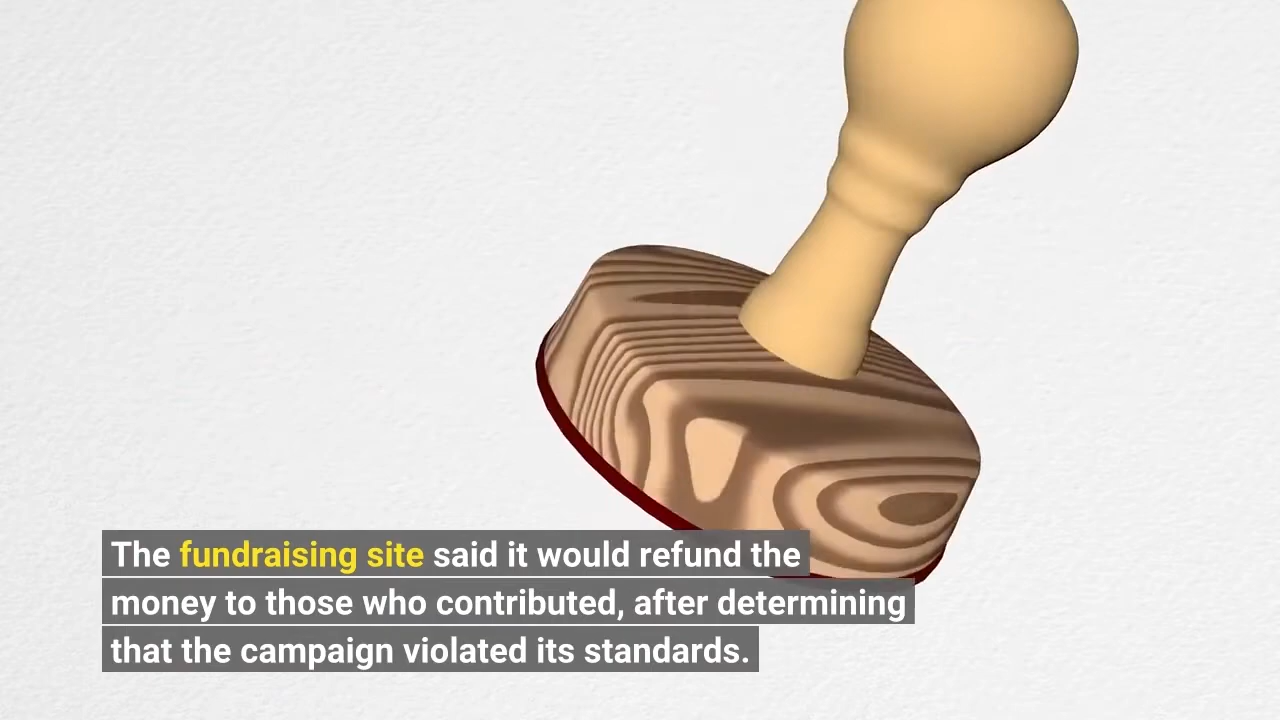 The fundraising site said it would refund the
money to those who contributed, after determining
that the campaign violated its standards.